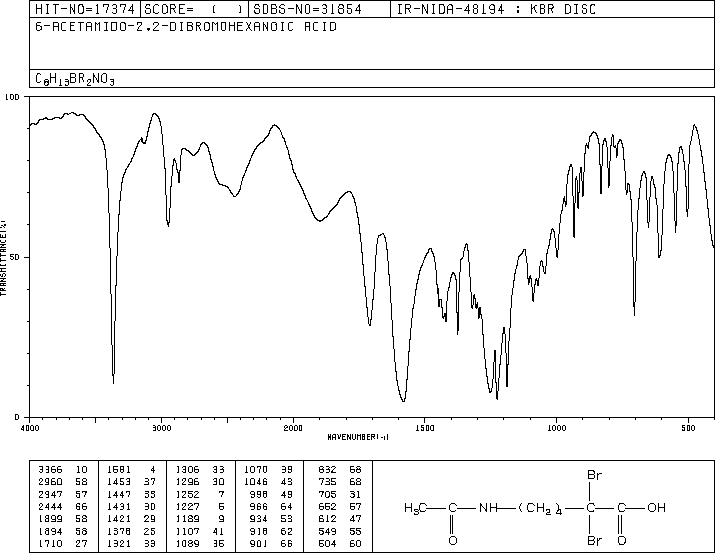 HIT-NO=17374 SCORE= ( ) SDBS-NO=31854 IR-NIDA-48194 : KBR DISC
6-ACETAMIDO-2,2-DIBROMOHEXANOIC ACID
C8H13BR2NO3
100
50
0
TRANSMITTANCE(%)
4000 3000 2000 1500 1000 500
WAVENUMBER(-1)
3366 10 1581 4 1306 33 1070 39 832 68
2960 58 1453 37 1296 30 1046 43 735 68
2947 57 1447 35 1252 7 998 49 705 31
2444 66 1431 30 1227 5 966 64 652 57
1899 58 1421 29 1189 9 934 53 612 47
1894 58 1378 25 1107 41 918 62 549 55
1710 27 1321 33 1089 35 901 66 504 60
Br
H3C C NH (CH2)4 C C OH
O Br O